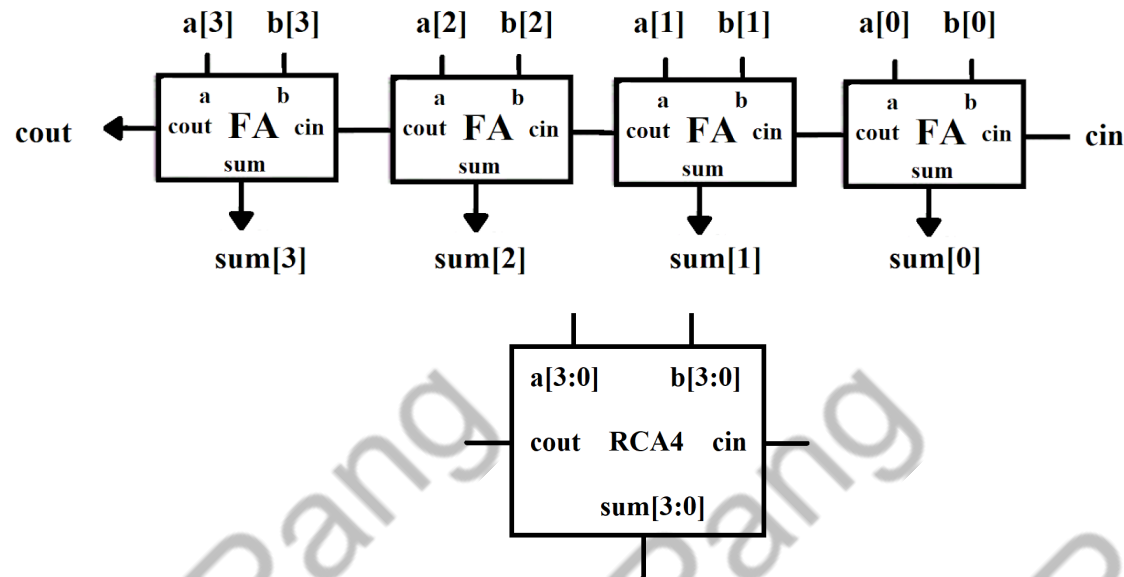 a[3] b[3] a[2] b[2] a[1] b[1] a[0] b[0]
a b a b a b a b
cout cout FA cin cout FA cin cout FA cin cout FA cin cin
sum sum sum sum
sum[3] sum[2] sum[1] sum[0]
a[3:0] b[3:0]
cout RCA4 cin
sum[3:0]
Pang
Pang